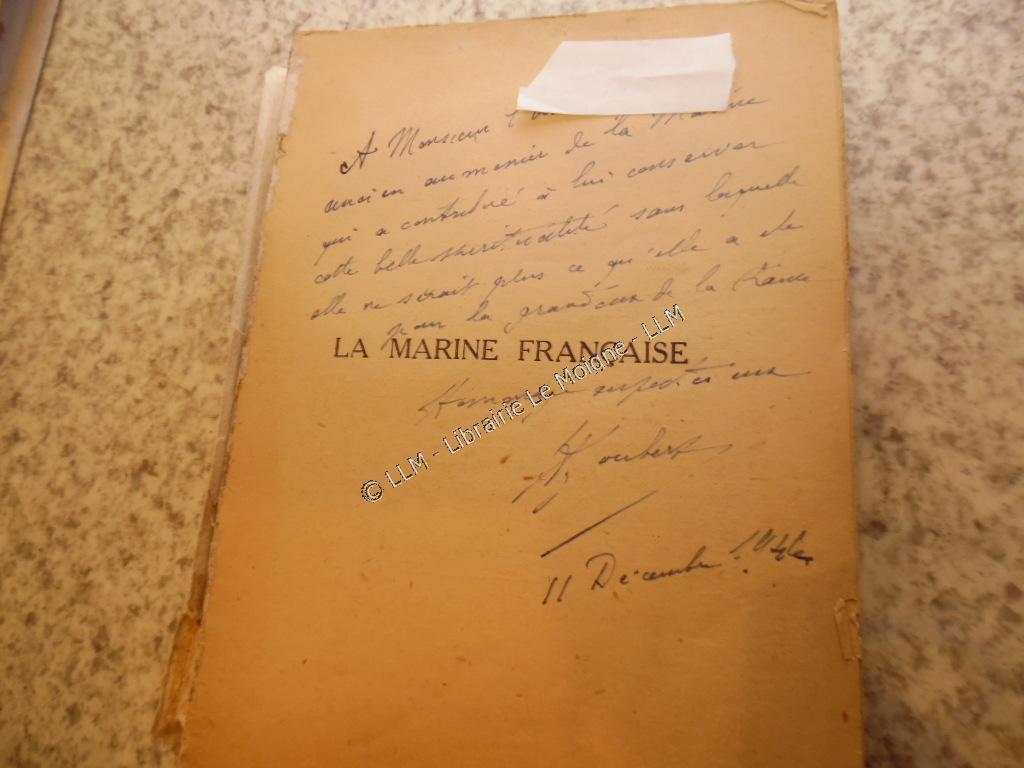 A Monsieur
ancien aumonier de la Marine
qui a contribué à lui conserver
cette belle spiritualité sans laquelle
elle ne serait plus ce qu'elle a été
pour la grandeur de la France
LA MARINE FRANÇAISE
Hommage respectueux
Joubert
11 Décembre
© LLM - Librairie Le Moigne - LLM